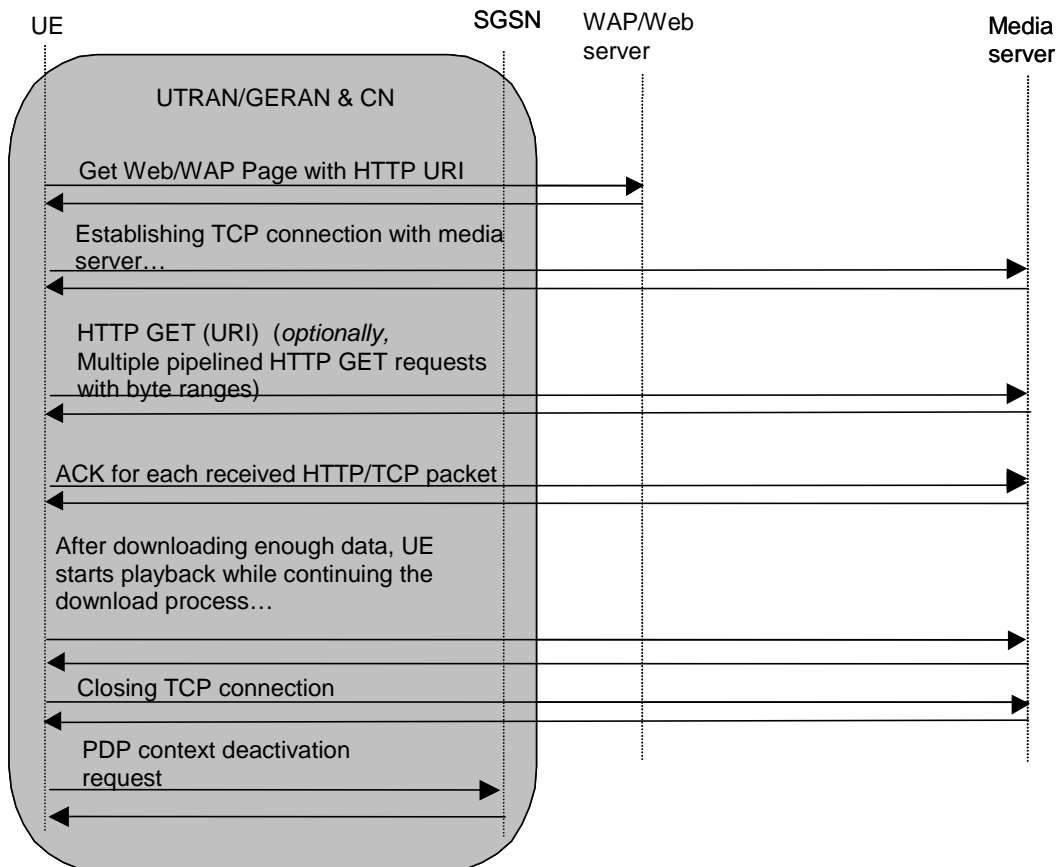 UE
SGSN
WAP/Web
server
Media
server
UTRAN/GERAN & CN
Get Web/WAP Page with HTTP URI
Establishing TCP connection with media
server…
HTTP GET (URI) (optionally,
Multiple pipelined HTTP GET requests
with byte ranges)
ACK for each received HTTP/TCP packet
After downloading enough data, UE
starts playback while continuing the
download process…
Closing TCP connection
PDP context deactivation
request